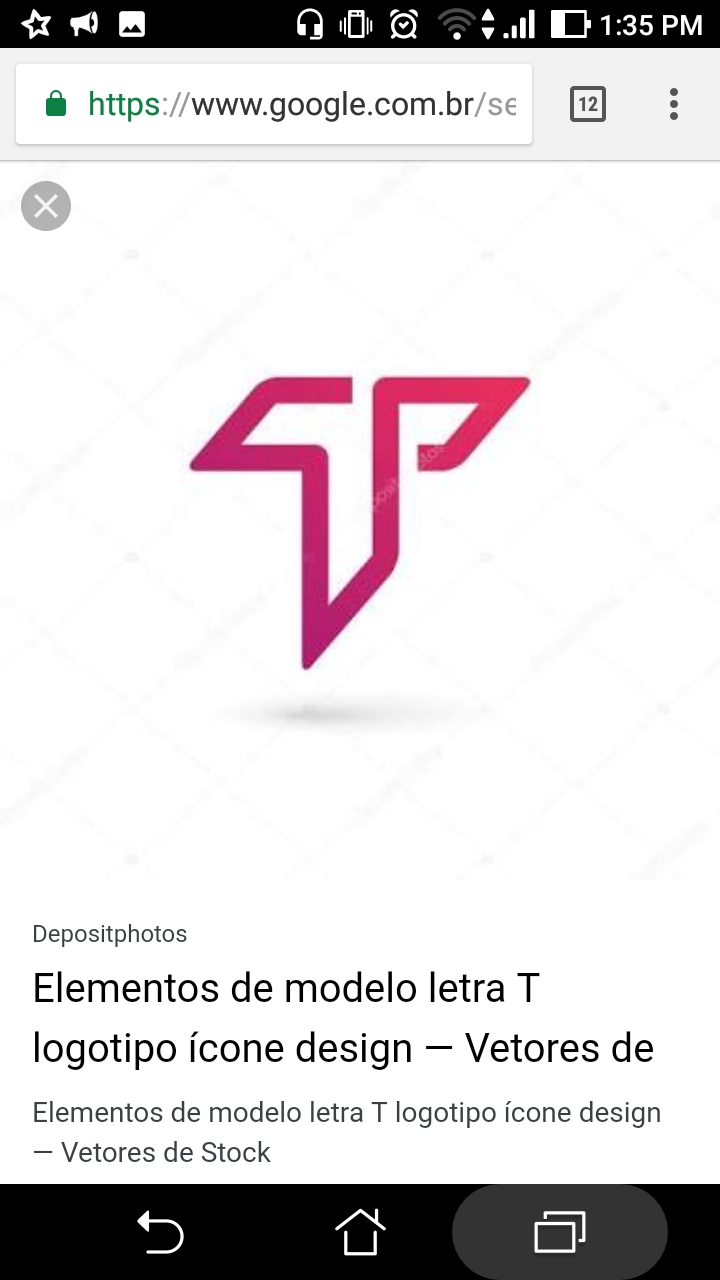 1:35 PM
https://www.google.com.br/se
12
Depositphotos
Elementos de modelo letra T
logotipo ícone design — Vetores de
Elementos de modelo letra T logotipo ícone design
— Vetores de Stock